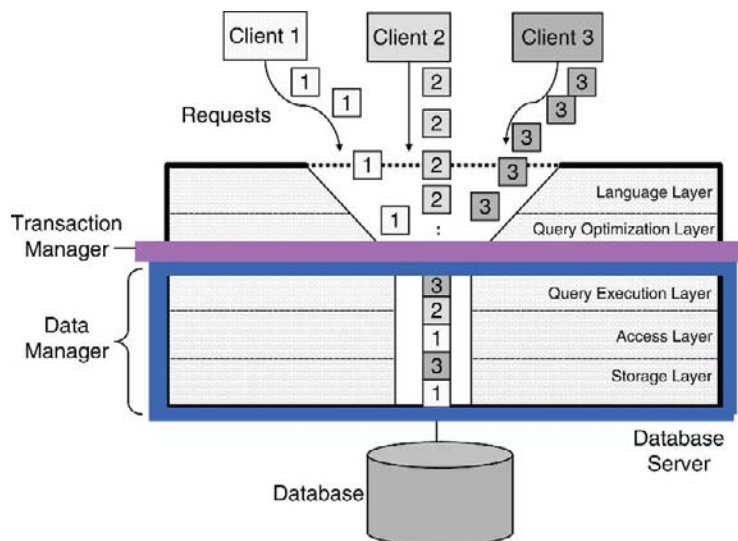 Client 1
Client 2
Client 3
1
2
3
3
1
3
Requests
2
3
1
2
3
2
3
1
:
Language Layer
Query Optimization Layer
Transaction
Manager
3
Query Execution Layer
2
Data
Manager
1
Access Layer
3
Storage Layer
1
Database
Server
Database